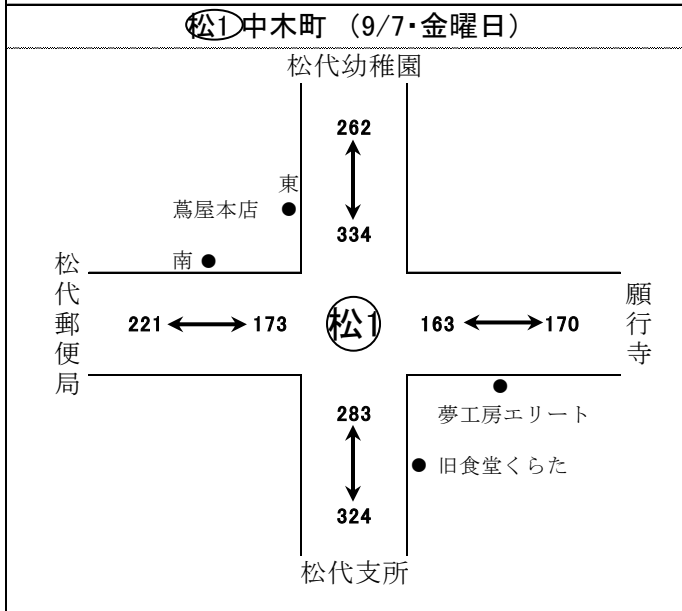 松1 中木町 (9/7・金曜日)
松代幼稚園
262
東
蔦屋本店
334
南
松代郵便局
221 173
松1
163 170
願行寺
283
夢工房エリート
旧食堂くらた
324
松代支所